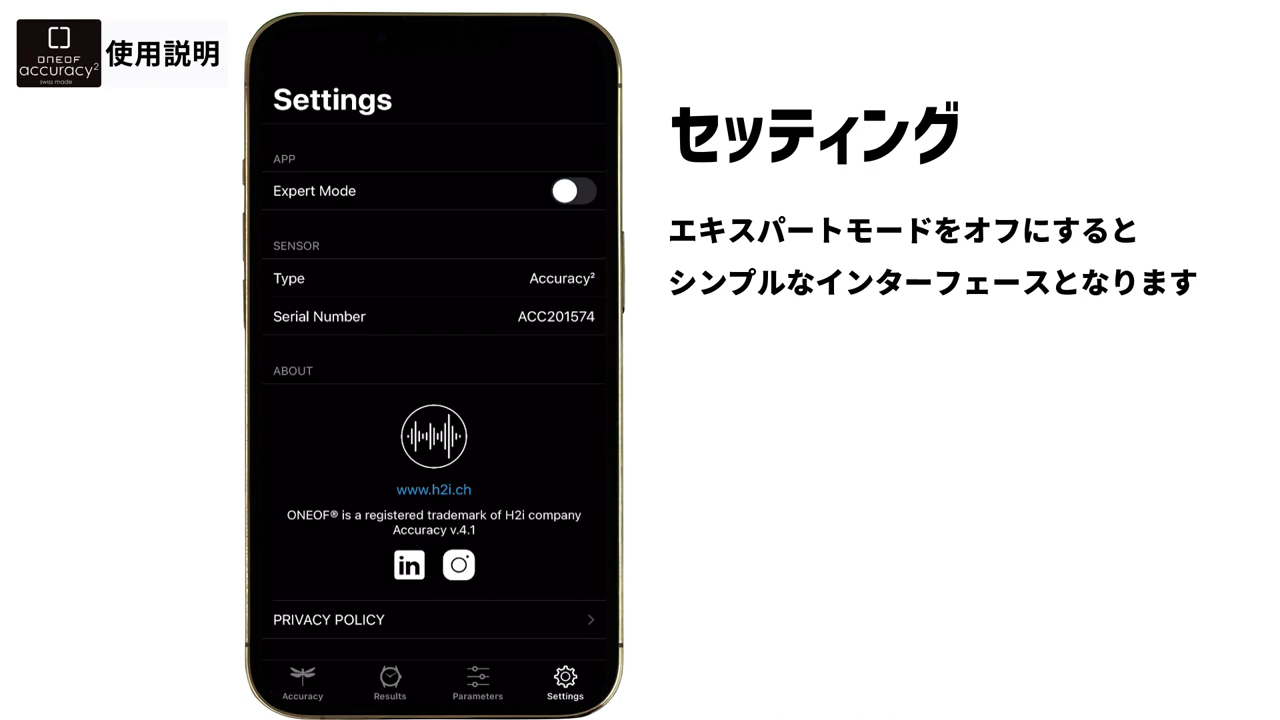 ONEOF
accuracy²
swiss made
使用説明
Settings
APP
Expert Mode
SENSOR
Type Accuracy²
Serial Number ACC201574
ABOUT
www.h2i.ch
ONEOF® is a registered trademark of H2i company
Accuracy v.4.1
in
PRIVACY POLICY
Accuracy Results Parameters Settings
セッティング
エキスパートモードをオフにすると
シンプルなインターフェースとなります